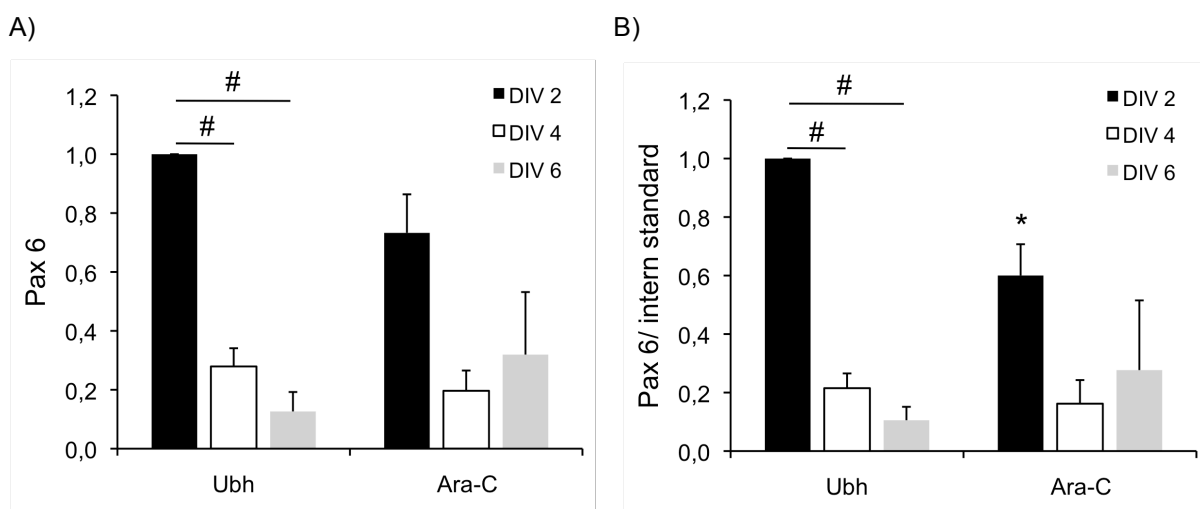 A)
#
#
DIV 2
DIV 4
DIV 6
1,2
1,0
0,8
0,6
0,4
0,2
0,0
Pax 6
Ubh
Ara-C
B)
#
#
*
DIV 2
DIV 4
DIV 6
1,2
1,0
0,8
0,6
0,4
0,2
0,0
Pax 6/ intern standard
Ubh
Ara-C